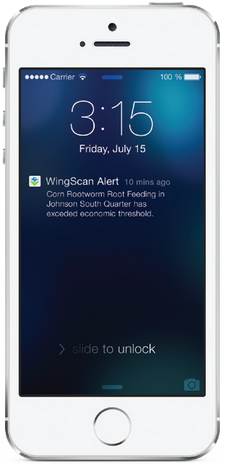 Carrier 100 %
3:15
Friday, July 15
WingScan Alert 10 mins ago
Corn Rootworm Root Feeding in
Johnson South Quarter has
exceded economic threshold.
> slide to unlock